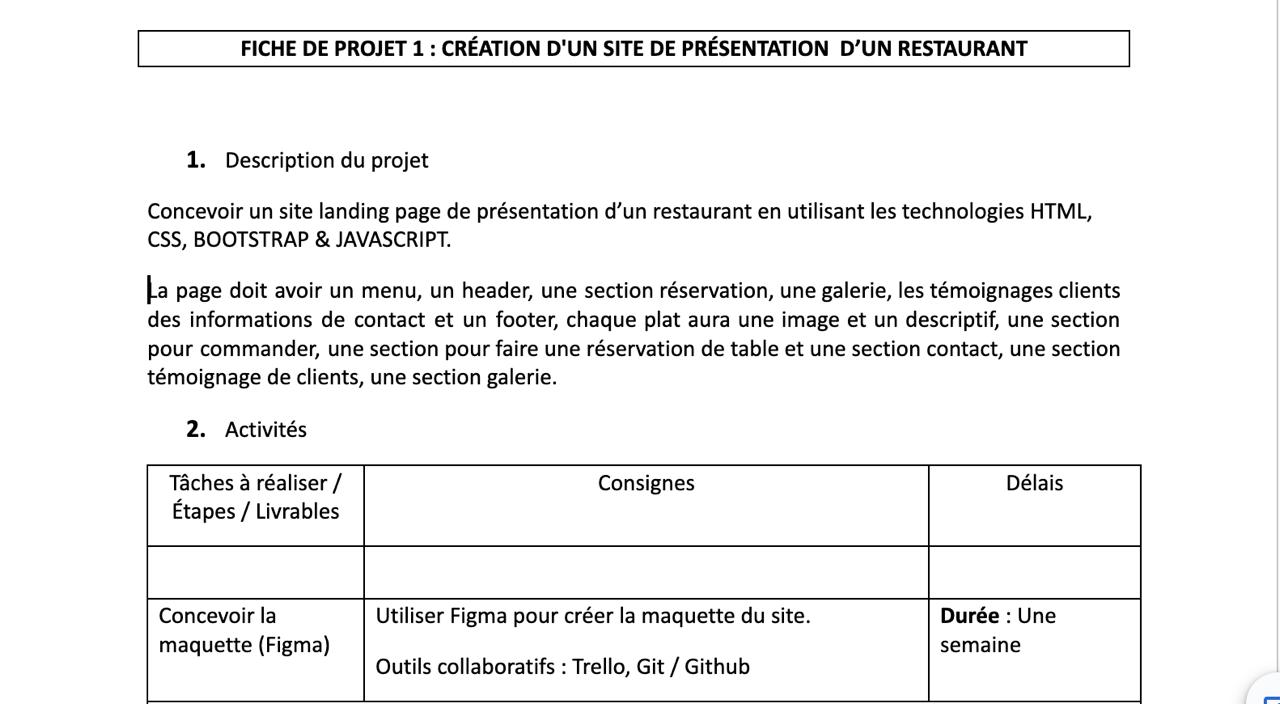 FICHE DE PROJET 1 : CRÉATION D'UN SITE DE PRÉSENTATION D’UN RESTAURANT
1. Description du projet
Concevoir un site landing page de présentation d’un restaurant en utilisant les technologies HTML,
CSS, BOOTSTRAP & JAVASCRIPT.
La page doit avoir un menu, un header, une section réservation, une galerie, les témoignages clients
des informations de contact et un footer, chaque plat aura une image et un descriptif, une section
pour commander, une section pour faire une réservation de table et une section contact, une section
témoignage de clients, une section galerie.
2. Activités
Tâches à réaliser /
Étapes / Livrables
Consignes
Délais
Concevoir la
maquette (Figma)
Utiliser Figma pour créer la maquette du site.
Outils collaboratifs : Trello, Git / Github
Durée : Une
semaine